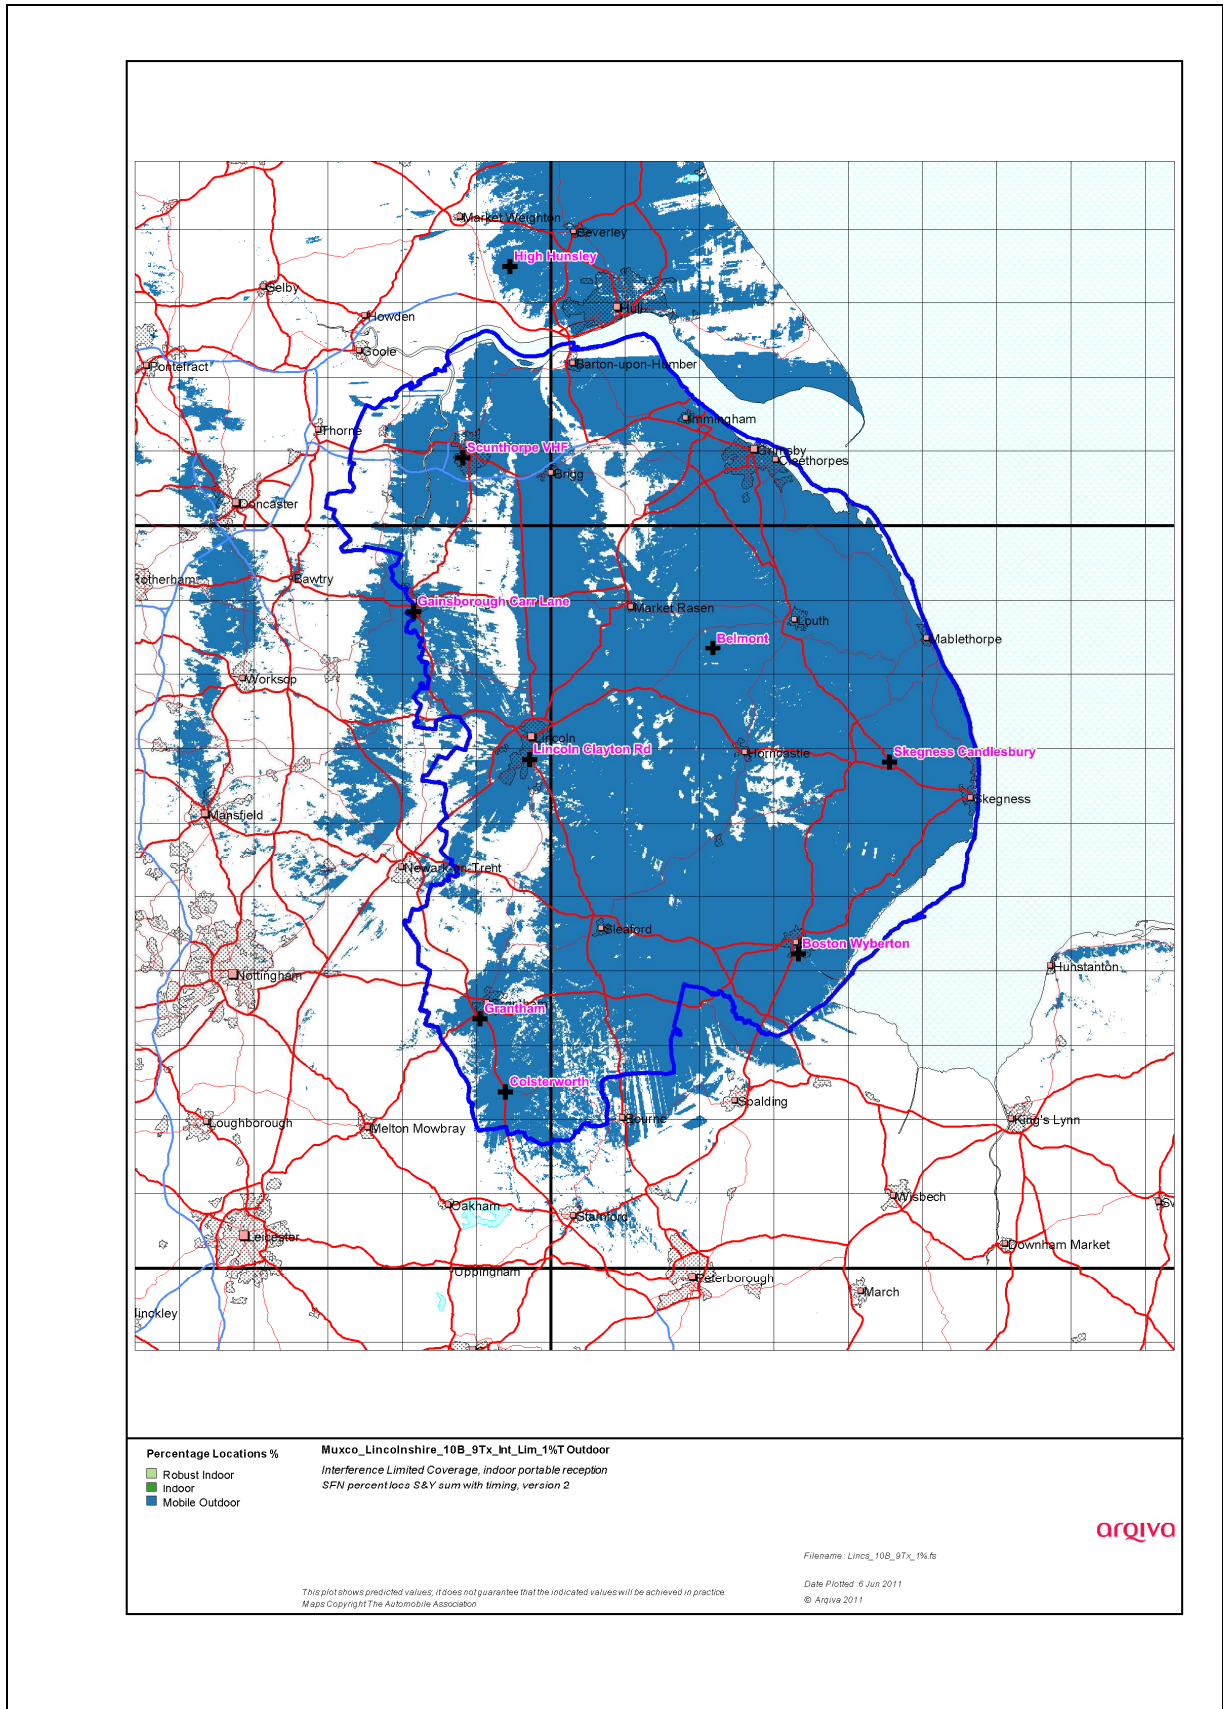 Market Weighton
Beverley
High Hunsley
Selby
Hull
Howden
Goole
Pontefract
Barton-upon-Humber
Immingham
Thorne
Scunthorpe VHF
Grimsby
Cleethorpes
Brigg
Doncaster
Rotherham
Bawtry
Gainsborough Carr Lane
Market Rasen
Louth
Belmont
Mablethorpe
Worksop
Lincoln
Lincoln Clayton Rd
Horncastle
Skegness Candlesbury
Skegness
Mansfield
Newark-on-Trent
Sleaford
Boston Wyberton
Hunstanton
Nottingham
Grantham
Colsterworth
Spalding
Loughborough
Melton Mowbray
Bourne
King's Lynn
Wisbech
Oakham
Stamford
Sw
Leicester
Downham Market
Uppingham
Peterborough
March
Hinckley
Percentage Locations %
Robust Indoor
Indoor
Mobile Outdoor
Muxco_Lincolnshire_10B_9Tx_Int_Lim_1%T Outdoor
Interference Limited Coverage, indoor portable reception
SFN percent locs S&Y sum with timing, version 2
arqiva
Filename: Lincs_10B_9Tx_1%.fs
Date Plotted :6 Jun 2011
© Arqiva 2011
This plot shows predicted values; it does not guarantee that the indicated values will be achieved in practice.
Maps Copyright The Automobile Association